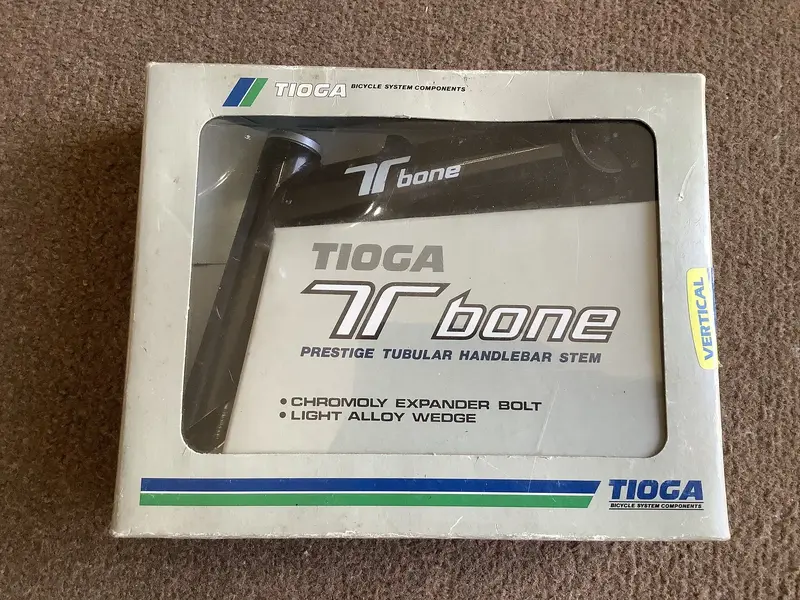 TIOGA BICYCLE SYSTEM COMPONENTS
T bone
TIOGA
T bone
PRESTIGE TUBULAR HANDLEBAR STEM
• CHROMOLY EXPANDER BOLT
• LIGHT ALLOY WEDGE
VERTICAL
TIOGA
BICYCLE SYSTEM COMPONENTS